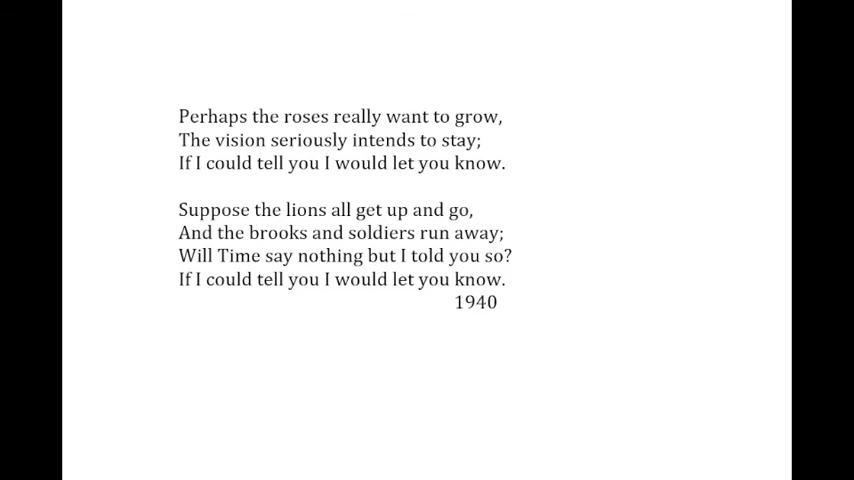 Perhaps the roses really want to grow,
The vision seriously intends to stay;
If I could tell you I would let you know.
Suppose the lions all get up and go,
And the brooks and soldiers run away;
Will Time say nothing but I told you so?
If I could tell you I would let you know.
1940